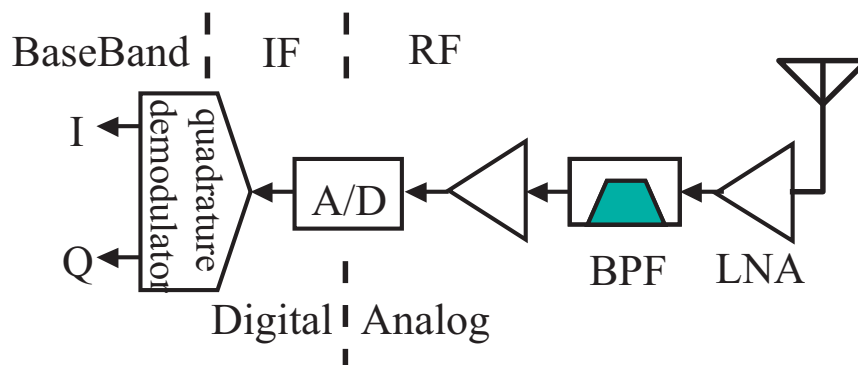 BaseBand
IF
RF
I
Q
quadrature
demodulator
A/D
BPF
LNA
Digital
Analog